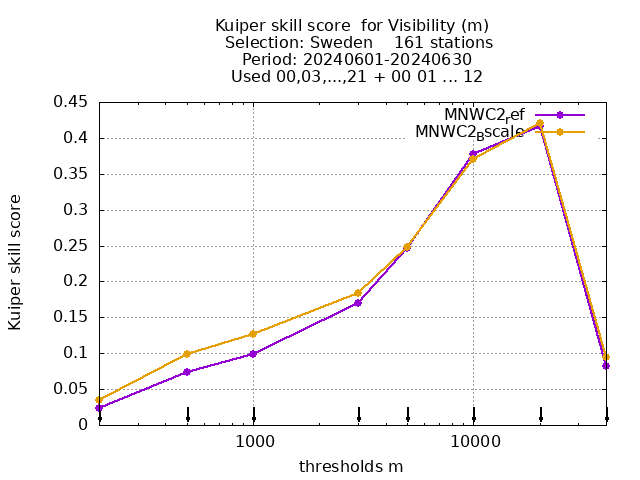 Kuiper skill score  for Visibility (m)
Selection: Sweden    161 stations
Period: 20240601-20240630
Used 00,03,...,21 + 00 01 ... 12
MNWC2ref
MNWC2Bscale
0.45
0.4
0.35
0.3
0.25
0.2
0.15
0.1
0.05
0
Kuiper skill score
1000 10000
thresholds m